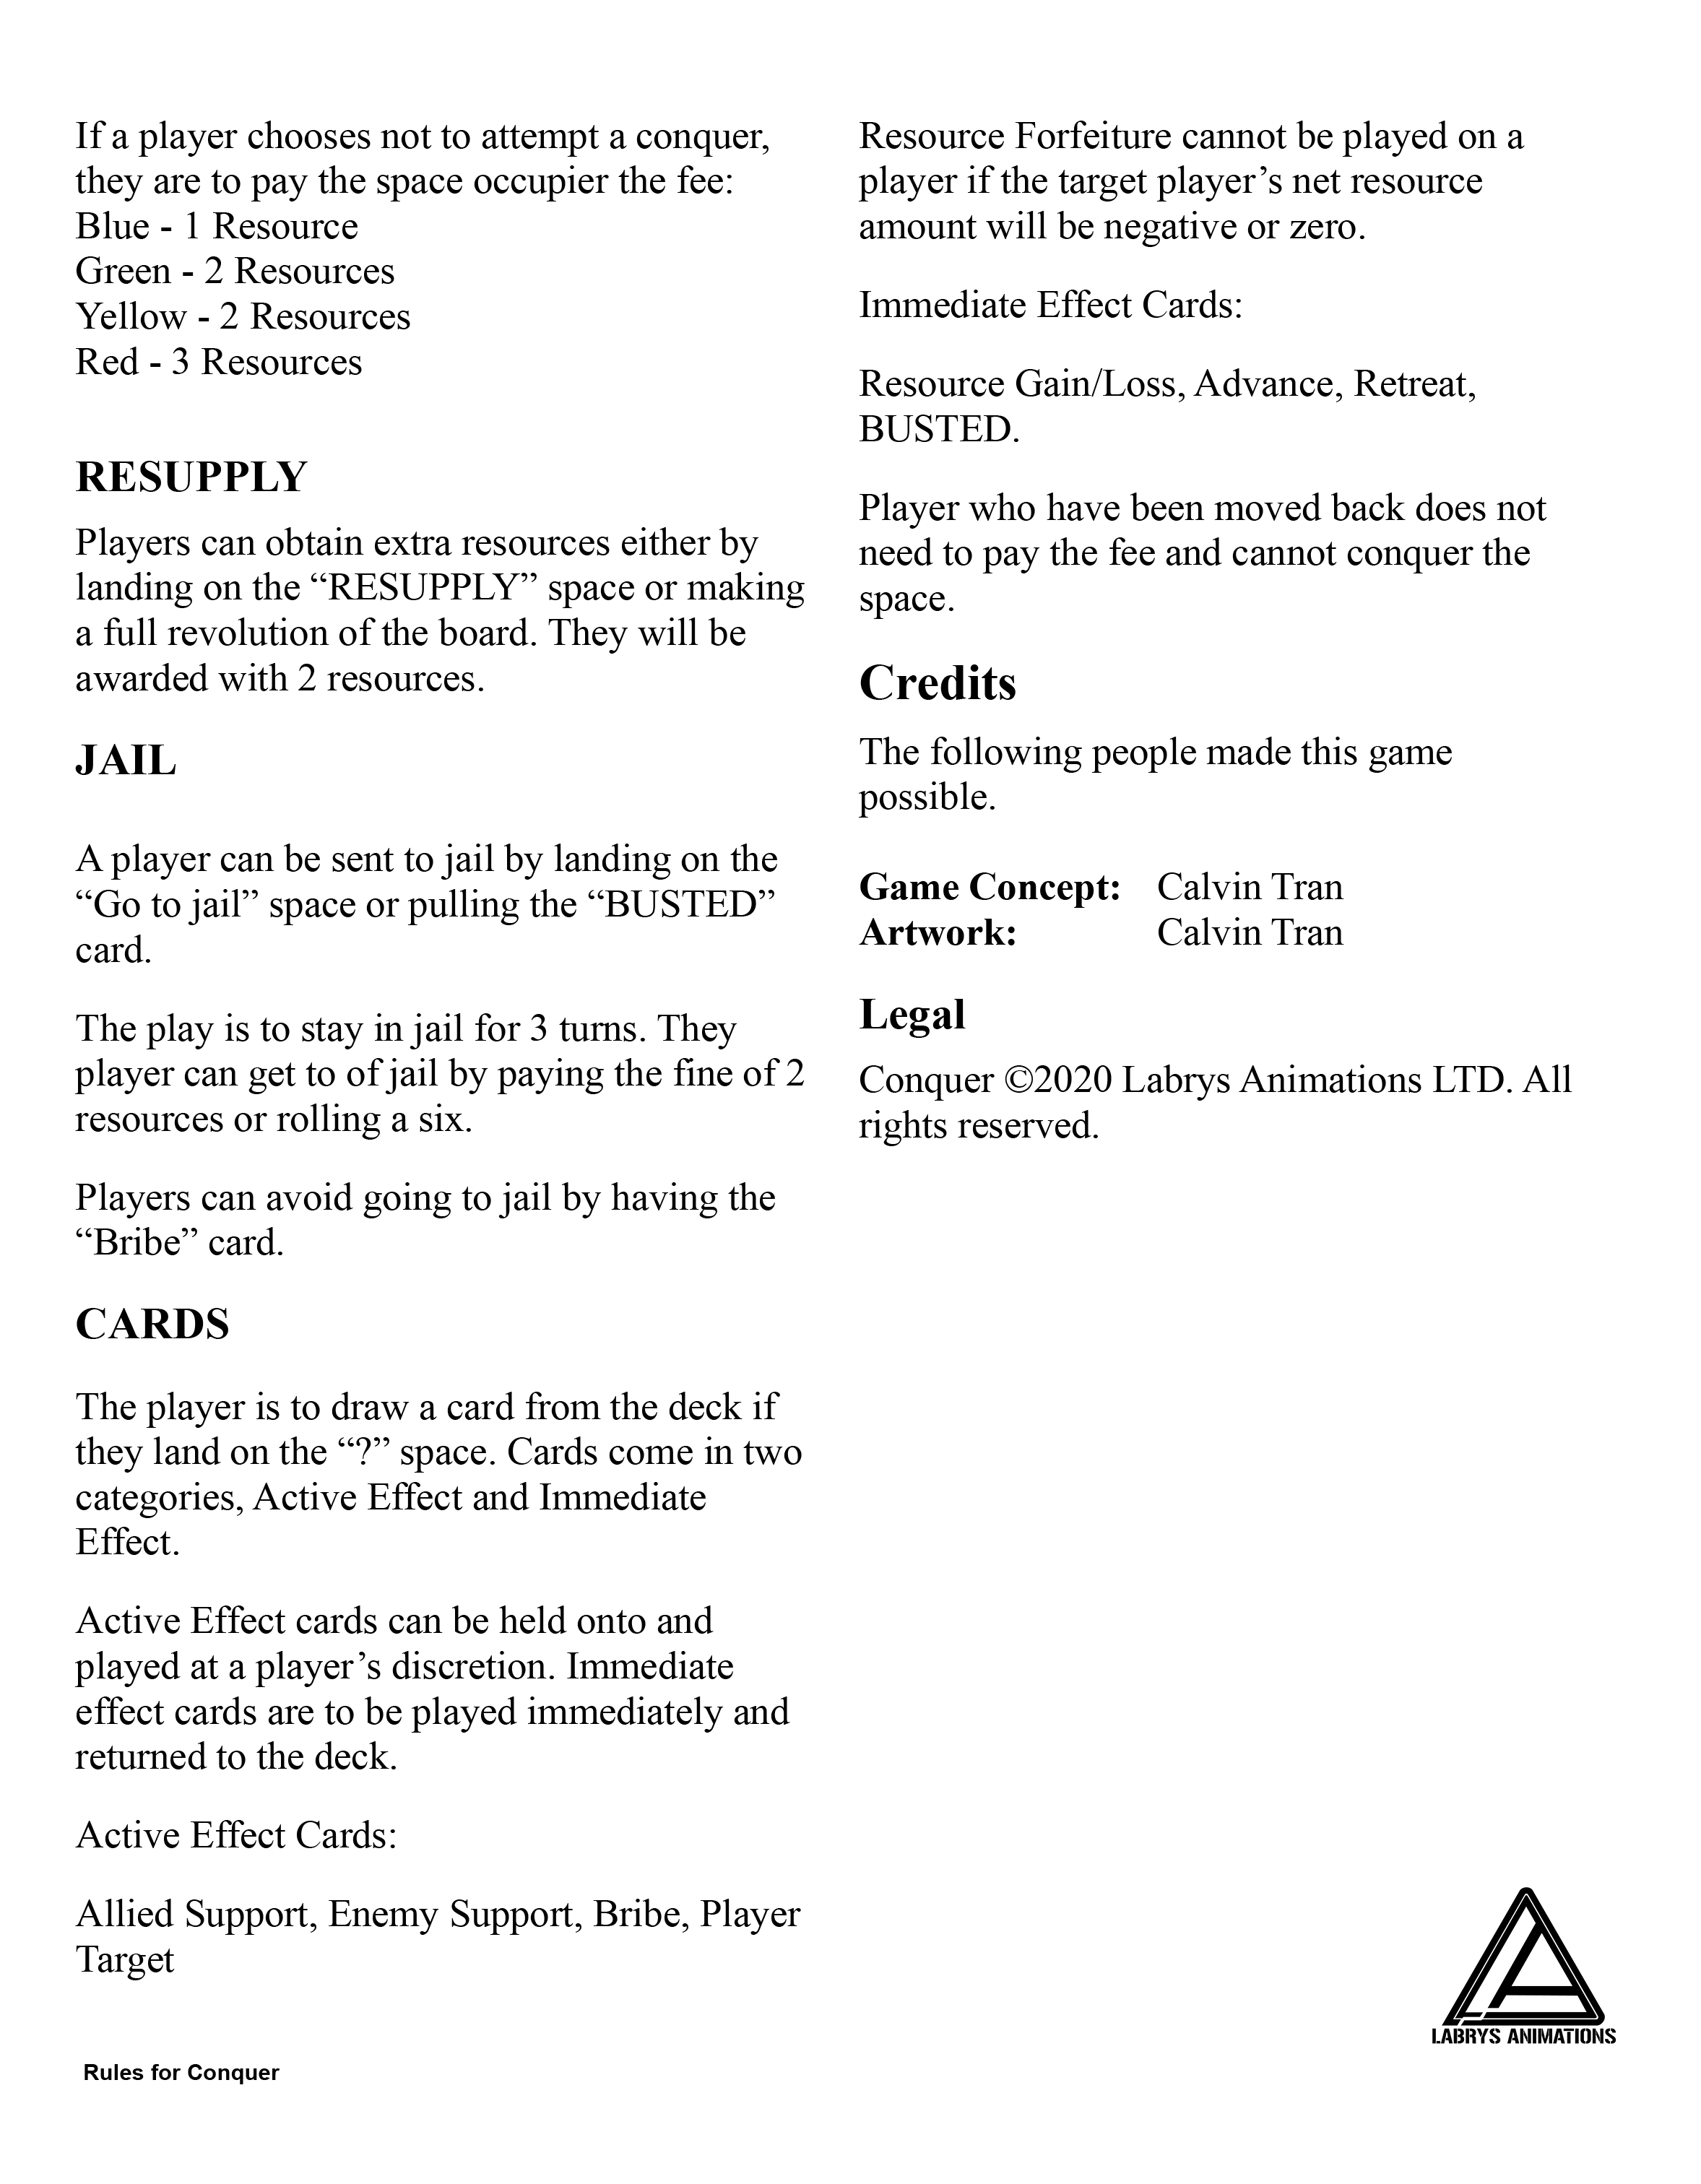 If a player chooses not to attempt a conquer,
they are to pay the space occupier the fee:
Blue - 1 Resource
Green - 2 Resources
Yellow - 2 Resources
Red - 3 Resources
RESUPPLY
Players can obtain extra resources either by
landing on the “RESUPPLY” space or making
a full revolution of the board. They will be
awarded with 2 resources.
JAIL
A player can be sent to jail by landing on the
“Go to jail” space or pulling the “BUSTED”
card.
The play is to stay in jail for 3 turns. They
player can get to of jail by paying the fine of 2
resources or rolling a six.
Players can avoid going to jail by having the
“Bribe” card.
CARDS
The player is to draw a card from the deck if
they land on the “?” space. Cards come in two
categories, Active Effect and Immediate
Effect.
Active Effect cards can be held onto and
played at a player’s discretion. Immediate
effect cards are to be played immediately and
returned to the deck.
Active Effect Cards:
Allied Support, Enemy Support, Bribe, Player
Target
Resource Forfeiture cannot be played on a
player if the target player’s net resource
amount will be negative or zero.
Immediate Effect Cards:
Resource Gain/Loss, Advance, Retreat,
BUSTED.
Player who have been moved back does not
need to pay the fee and cannot conquer the
space.
Credits
The following people made this game
possible.
Game Concept: Calvin Tran
Artwork: Calvin Tran
Legal
Conquer ©2020 Labrys Animations LTD. All
rights reserved.
LABRYS ANIMATIONS
Rules for Conquer